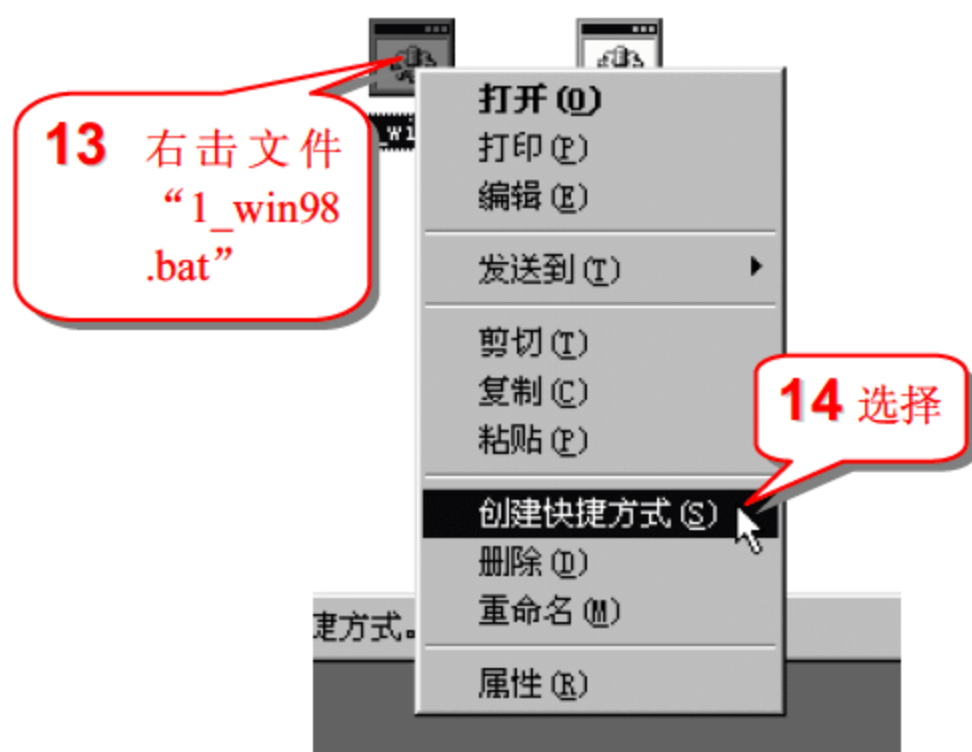 13 右击文件
“1_win98
.bat”
_wi
打开(O)
打印(P)
编辑(E)
发送到(T)
剪切(T)
复制(C)
粘贴(P)
14 选择
创建快捷方式(S)
删除(D)
重命名(M)
建方式。
属性(R)